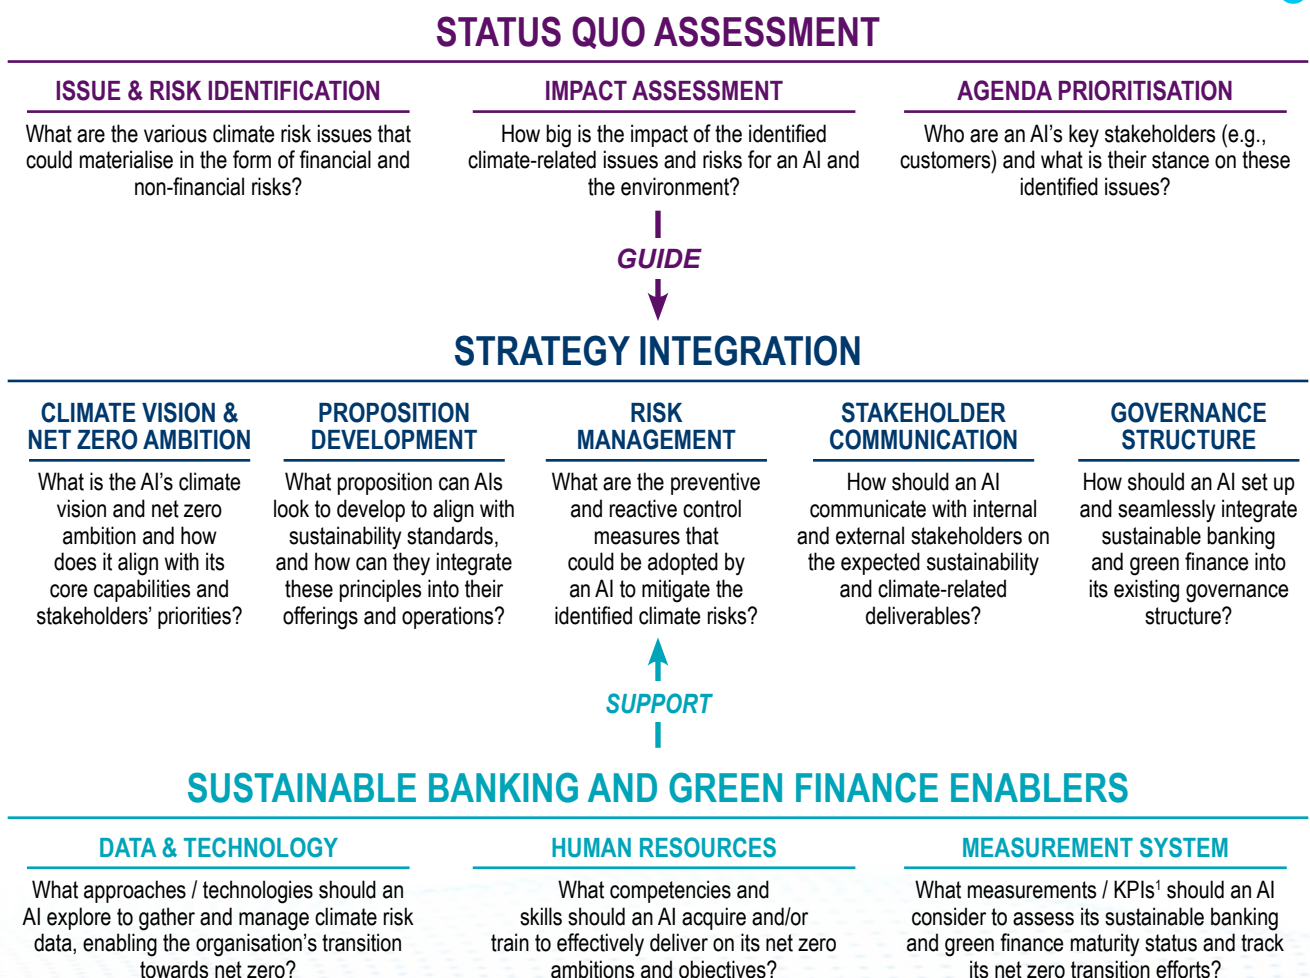 STATUS QUO ASSESSMENT
ISSUE & RISK IDENTIFICATION
What are the various climate risk issues that
could materialise in the form of financial and
non-financial risks?
IMPACT ASSESSMENT
How big is the impact of the identified
climate-related issues and risks for an AI and
the environment?
AGENDA PRIORITISATION
Who are an AI’s key stakeholders (e.g.,
customers) and what is their stance on these
identified issues?
GUIDE
STRATEGY INTEGRATION
CLIMATE VISION &
NET ZERO AMBITION
What is the AI’s climate
vision and net zero
ambition and how
does it align with its
core capabilities and
stakeholders’ priorities?
PROPOSITION
DEVELOPMENT
What proposition can AIs
look to develop to align with
sustainability standards,
and how can they integrate
these principles into their
offerings and operations?
RISK
MANAGEMENT
What are the preventive
and reactive control
measures that
could be adopted by
an AI to mitigate the
identified climate risks?
STAKEHOLDER
COMMUNICATION
How should an AI
communicate with internal
and external stakeholders on
the expected sustainability
and climate-related
deliverables?
GOVERNANCE
STRUCTURE
How should an AI set up
and seamlessly integrate
sustainable banking
and green finance into
its existing governance
structure?
SUPPORT
SUSTAINABLE BANKING AND GREEN FINANCE ENABLERS
DATA & TECHNOLOGY
What approaches / technologies should an
AI explore to gather and manage climate risk
data, enabling the organisation’s transition
towards net zero?
HUMAN RESOURCES
What competencies and
skills should an AI acquire and/or
train to effectively deliver on its net zero
ambitions and objectives?
MEASUREMENT SYSTEM
What measurements / KPIs¹ should an AI
consider to assess its sustainable banking
and green finance maturity status and track
its net zero transition efforts?